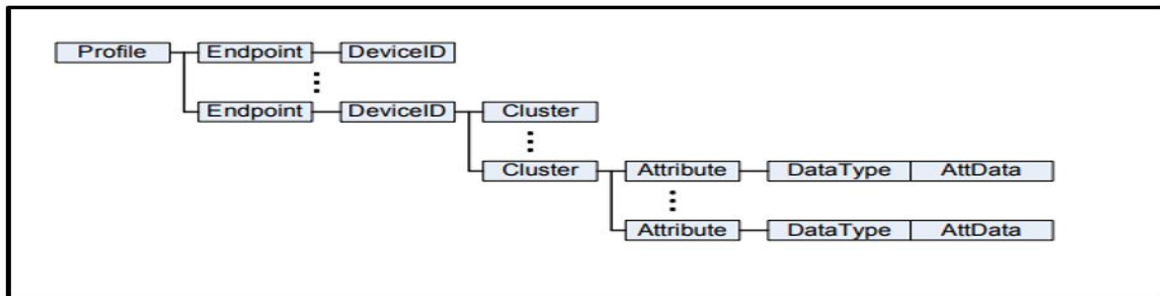 Profile Endpoint DeviceID
Endpoint DeviceID Cluster
Cluster Attribute DataType AttData
Attribute DataType AttData